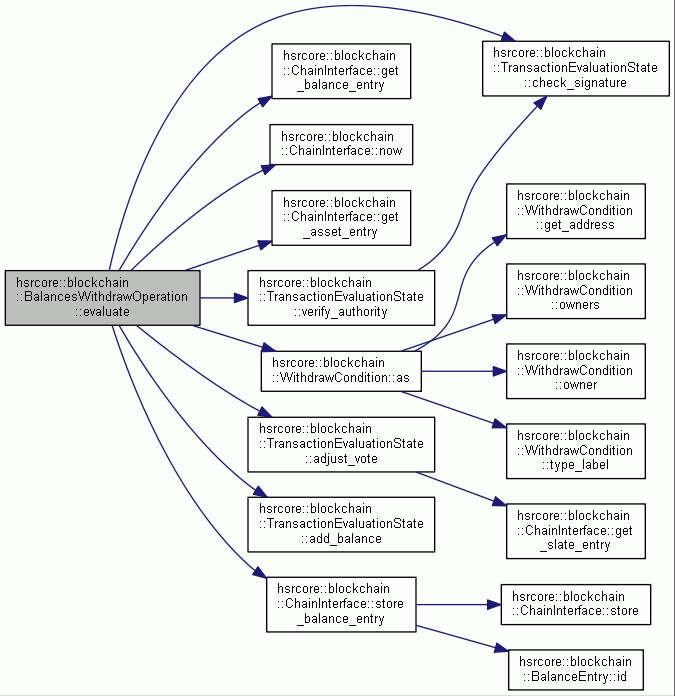 hsrcore::blockchain
::BalancesWithdrawOperation
::evaluate
hsrcore::blockchain
::TransactionEvaluationState
::check_signature
hsrcore::blockchain
::ChainInterface::get
_balance_entry
hsrcore::blockchain
::ChainInterface::now
hsrcore::blockchain
::ChainInterface::get
_asset_entry
hsrcore::blockchain
::TransactionEvaluationState
::verify_authority
hsrcore::blockchain
::WithdrawCondition::as
hsrcore::blockchain
::WithdrawCondition
::get_address
hsrcore::blockchain
::WithdrawCondition
::owners
hsrcore::blockchain
::WithdrawCondition
::owner
hsrcore::blockchain
::WithdrawCondition
::type_label
hsrcore::blockchain
::TransactionEvaluationState
::adjust_vote
hsrcore::blockchain
::ChainInterface::get
_slate_entry
hsrcore::blockchain
::TransactionEvaluationState
::add_balance
hsrcore::blockchain
::ChainInterface::store
_balance_entry
hsrcore::blockchain
::ChainInterface::store
hsrcore::blockchain
::BalanceEntry::id